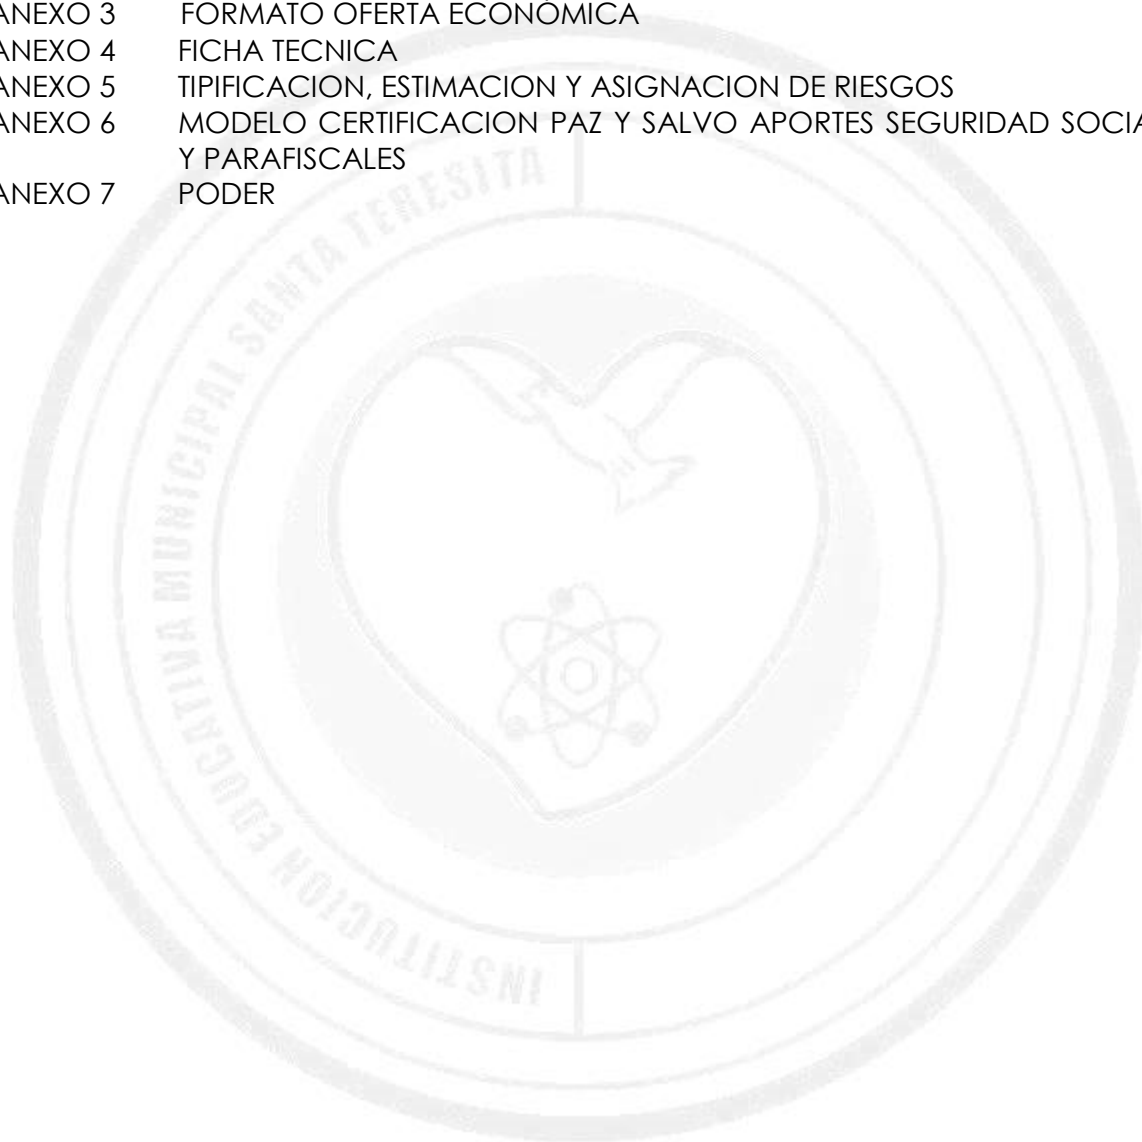 ANEXO 3 FORMATO OFERTA ECONÓMICA
ANEXO 4 FICHA TECNICA
ANEXO 5 TIPIFICACION, ESTIMACION Y ASIGNACION DE RIESGOS
ANEXO 6 MODELO CERTIFICACION PAZ Y SALVO APORTES SEGURIDAD SOCIA
Y PARAFISCALES
ANEXO 7 PODER
INSTITUCION EDUCATIVA MUNICIPAL SANTA TERESITA